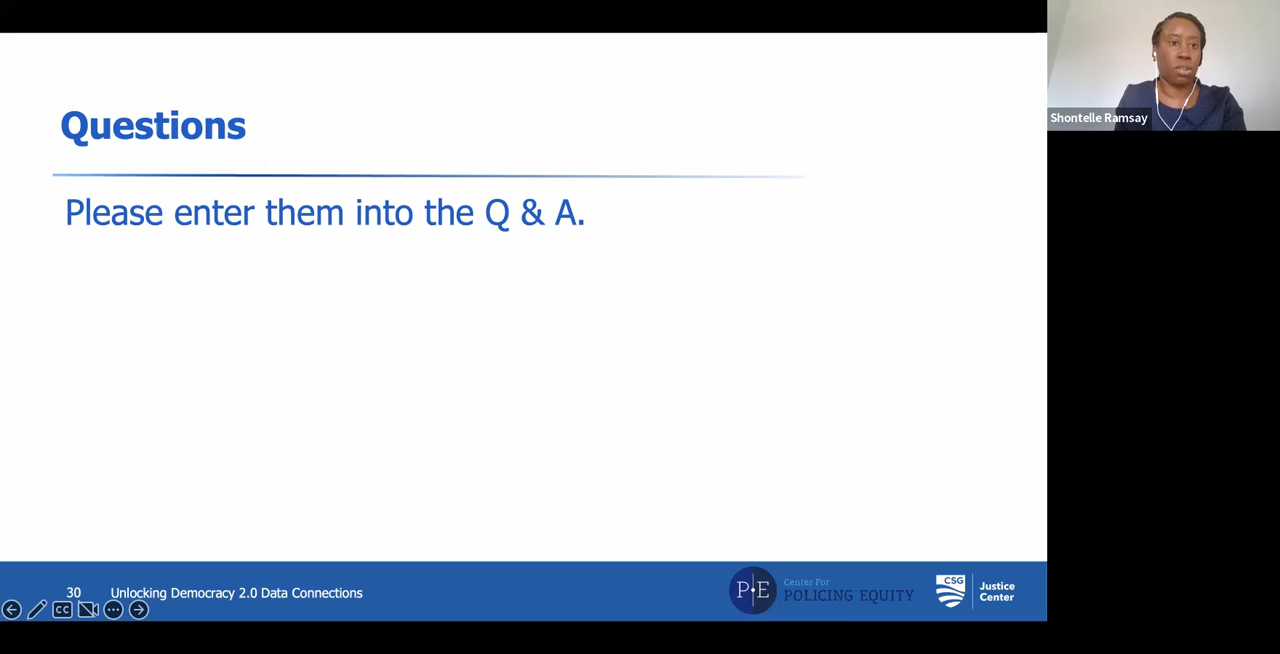 Questions
Please enter them into the Q & A.
Shontelle Ramsay
30 Unlocking Democracy 2.0 Data Connections
P E
Center For
POLICING EQUITY
CSG
Justice
Center
CC